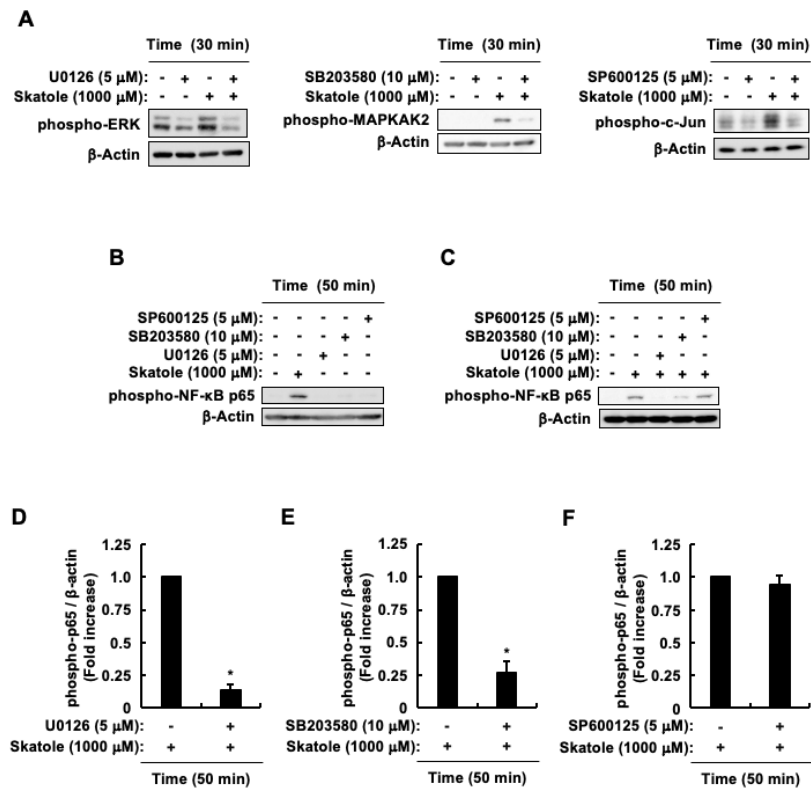 A
Time (30 min)
U0126 (5 μM): - + - +
Skatole (1000 μM): - - + +
phospho-ERK
β-Actin
Time (30 min)
SB203580 (10 μM): - + - +
Skatole (1000 μM): - - + +
phospho-MAPKAK2
β-Actin
Time (30 min)
SP600125 (5 μM): - + - +
Skatole (1000 μM): - - + +
phospho-c-Jun
β-Actin
B
Time (50 min)
SP600125 (5 μM): - - - - +
SB203580 (10 μM): - - - + -
U0126 (5 μM): - - + - -
Skatole (1000 μM): - + - - -
phospho-NF-κB p65
β-Actin
C
Time (50 min)
SP600125 (5 μM): - - - - +
SB203580 (10 μM): - - - + -
U0126 (5 μM): - - + - -
Skatole (1000 μM): - + + + +
phospho-NF-κB p65
β-Actin
D
phospho-p65 / β-actin
(Fold increase)
1.25
1.0
0.75
0.5
0.25
0
*
U0126 (5 μM): - +
Skatole (1000 μM): + +
Time (50 min)
E
phospho-p65 / β-actin
(Fold increase)
1.25
1.0
0.75
0.5
0.25
0
*
SB203580 (10 μM): - +
Skatole (1000 μM): + +
Time (50 min)
F
phospho-p65 / β-actin
(Fold increase)
1.25
1.0
0.75
0.5
0.25
0
SP600125 (5 μM): - +
Skatole (1000 μM): + +
Time (50 min)